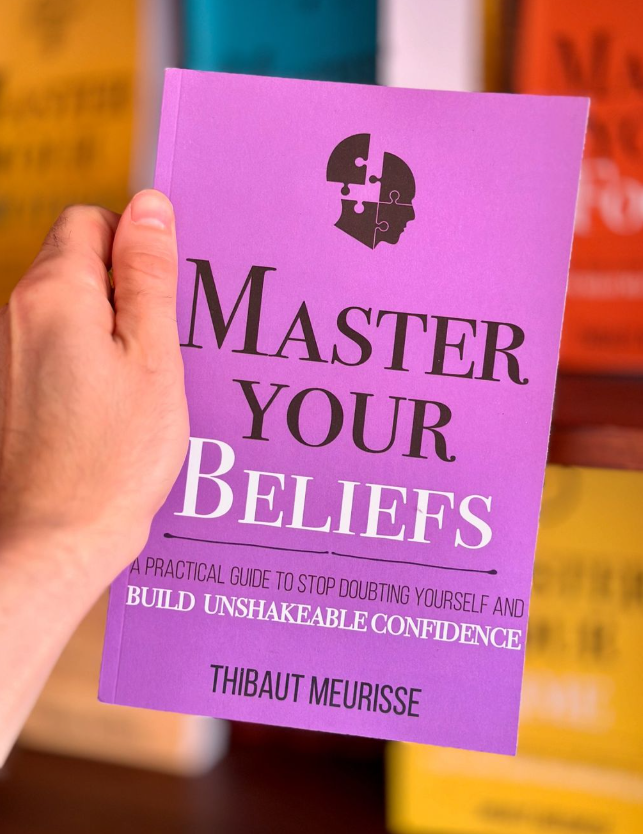 MASTER
YOUR
BELIEFS
A PRACTICAL GUIDE TO STOP DOUBTING YOURSELF AND
BUILD UNSHAKEABLE CONFIDENCE
THIBAUT MEURISSE